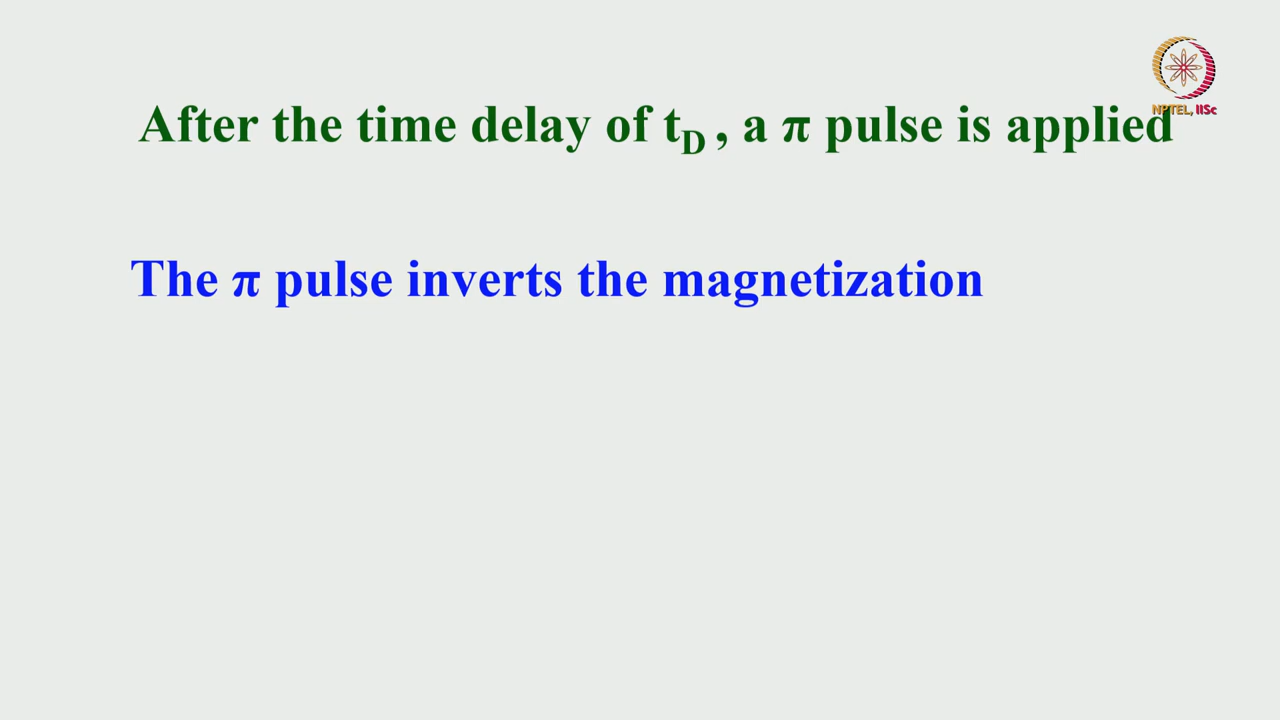 NPTEL, IISc
After the time delay of tD , a π pulse is applied
The π pulse inverts the magnetization